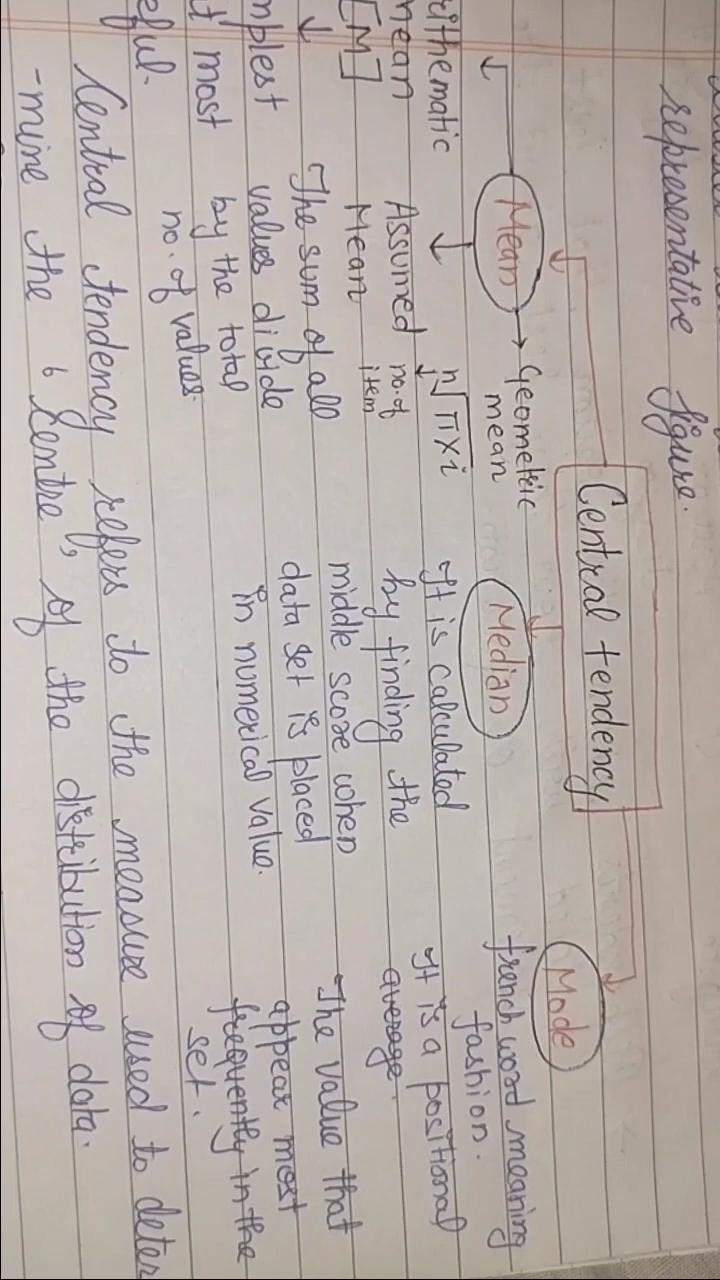 representative figure.
Central tendency
Mean → Geometric
mean
n√π×i
no. of
item
rithematic
mean
[M]
mplest
t most
eful.
Assumed
Mean
The sum of all
values divide
by the total
no. of values.
Median
It is calculated
by finding the
middle score when
data set is placed
in numerical value.
Mode
french word meaning
fashion.
It is a positional
average.
The value that
appear most
frequently in the
set.
Central tendency refers to the measure used to deter
-mine the 'Centre', of the distribution of data.